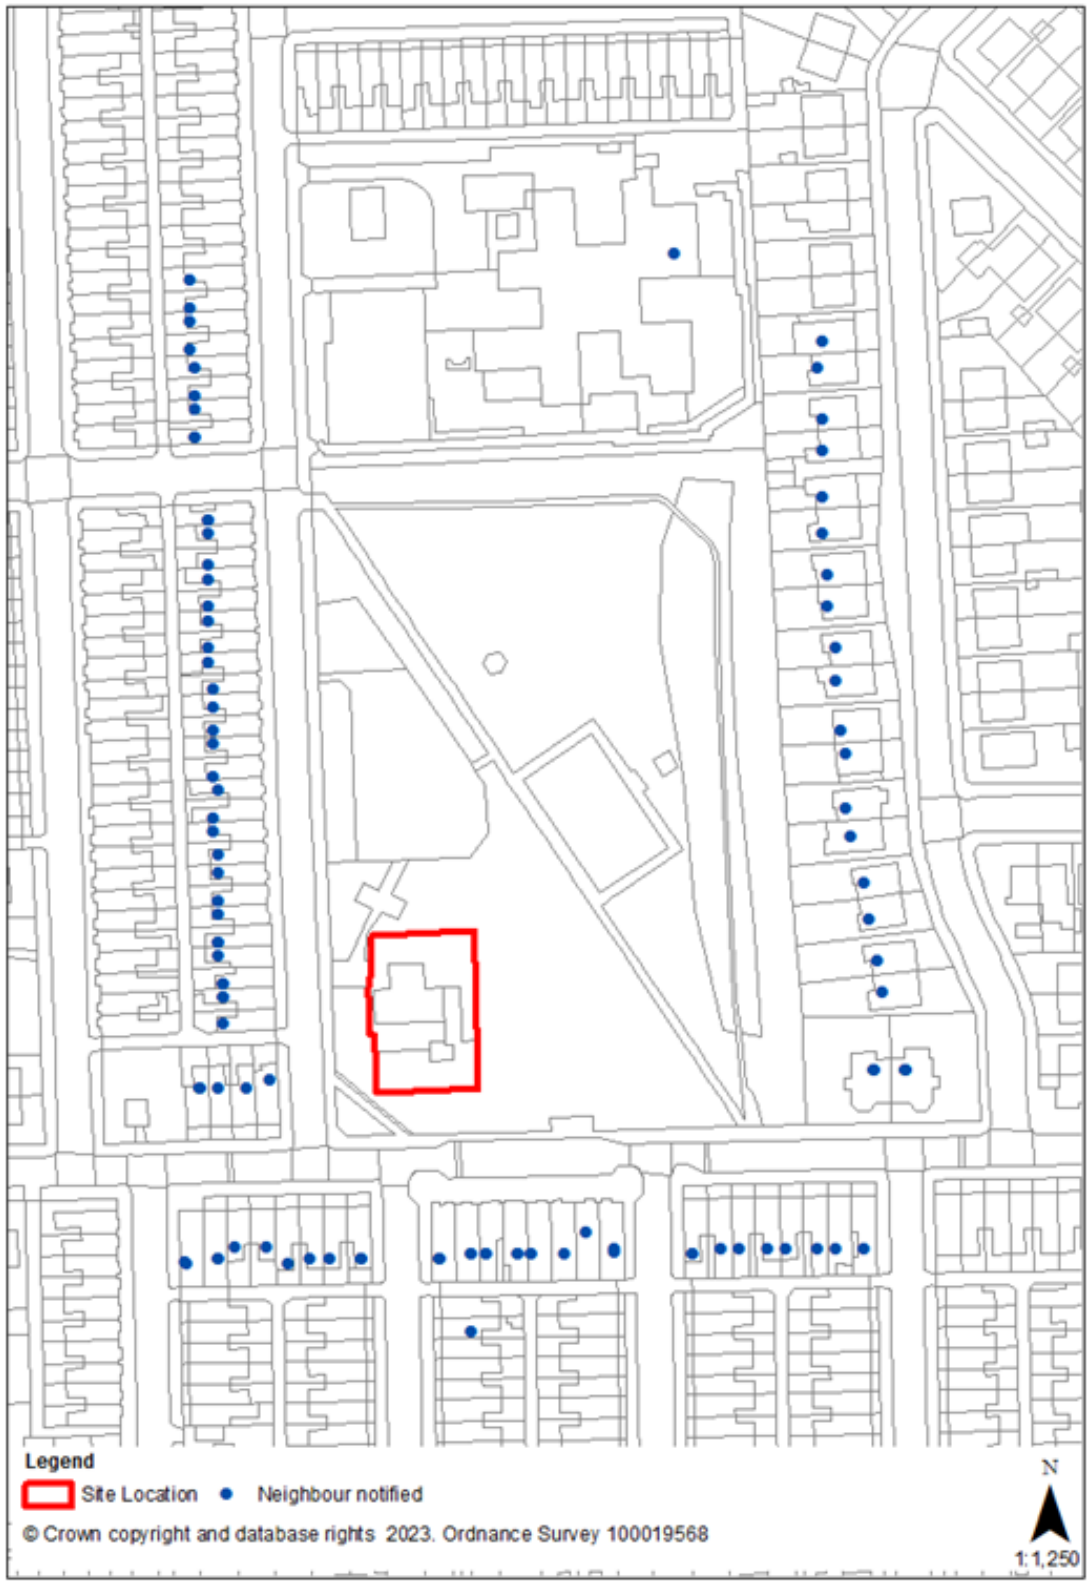 Legend
Site Location Neighbour notified
© Crown copyright and database rights 2023. Ordnance Survey 100019568
N
1:1,250